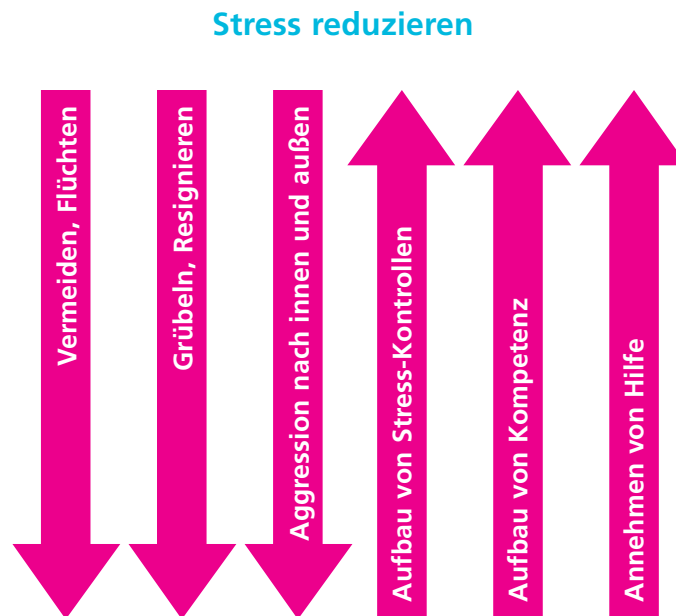 Stress reduzieren
Vermeiden, Flüchten
Grübeln, Resignieren
Aggression nach innen und außen
Aufbau von Stress-Kontrollen
Aufbau von Kompetenz
Annehmen von Hilfe